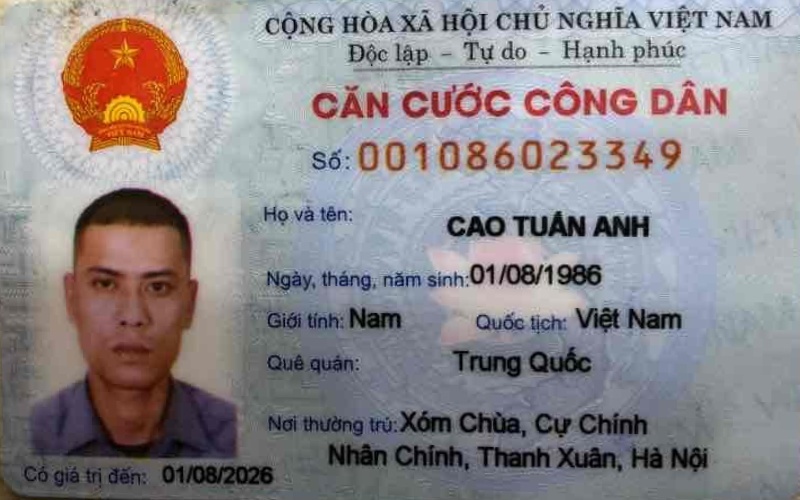 CỘNG HÒA XÃ HỘI CHỦ NGHĨA VIỆT NAM
Độc lập - Tự do - Hạnh phúc
CĂN CƯỚC CÔNG DÂN
Số: 001086023349
Họ và tên:
CAO TUẤN ANH
Ngày, tháng, năm sinh: 01/08/1986
Giới tính: Nam Quốc tịch: Việt Nam
Quê quán: Trung Quốc
Nơi thường trú: Xóm Chùa, Cự Chính
Nhân Chính, Thanh Xuân, Hà Nội
Có giá trị đến: 01/08/2026
VIỆT NAM